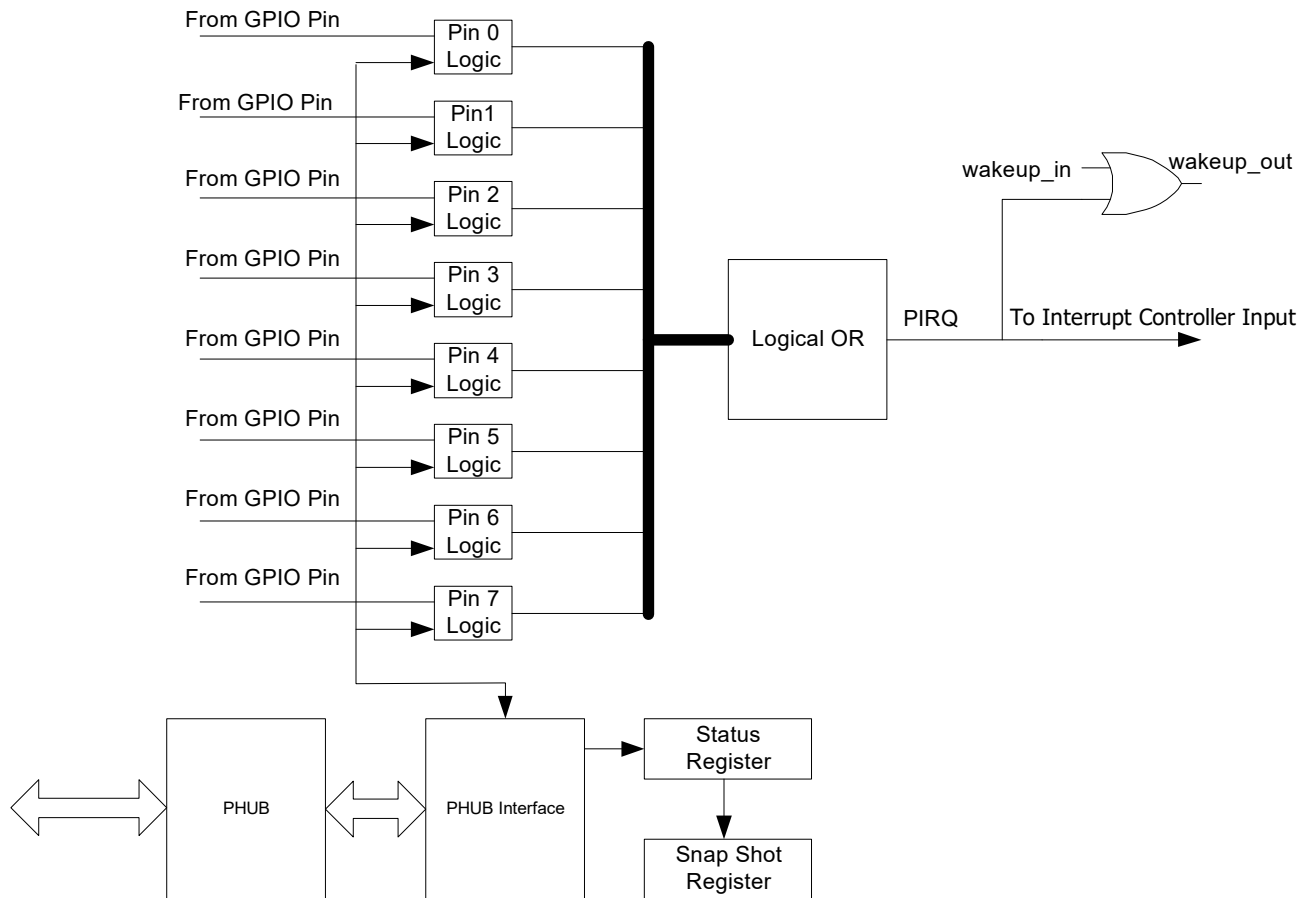 From GPIO Pin
Pin 0
Logic
From GPIO Pin
Pin1
Logic
From GPIO Pin
Pin 2
Logic
From GPIO Pin
Pin 3
Logic
From GPIO Pin
Pin 4
Logic
From GPIO Pin
Pin 5
Logic
From GPIO Pin
Pin 6
Logic
From GPIO Pin
Pin 7
Logic
Logical OR
PIRQ
wakeup_in
wakeup_out
To Interrupt Controller Input
PHUB
PHUB Interface
Status
Register
Snap Shot
Register